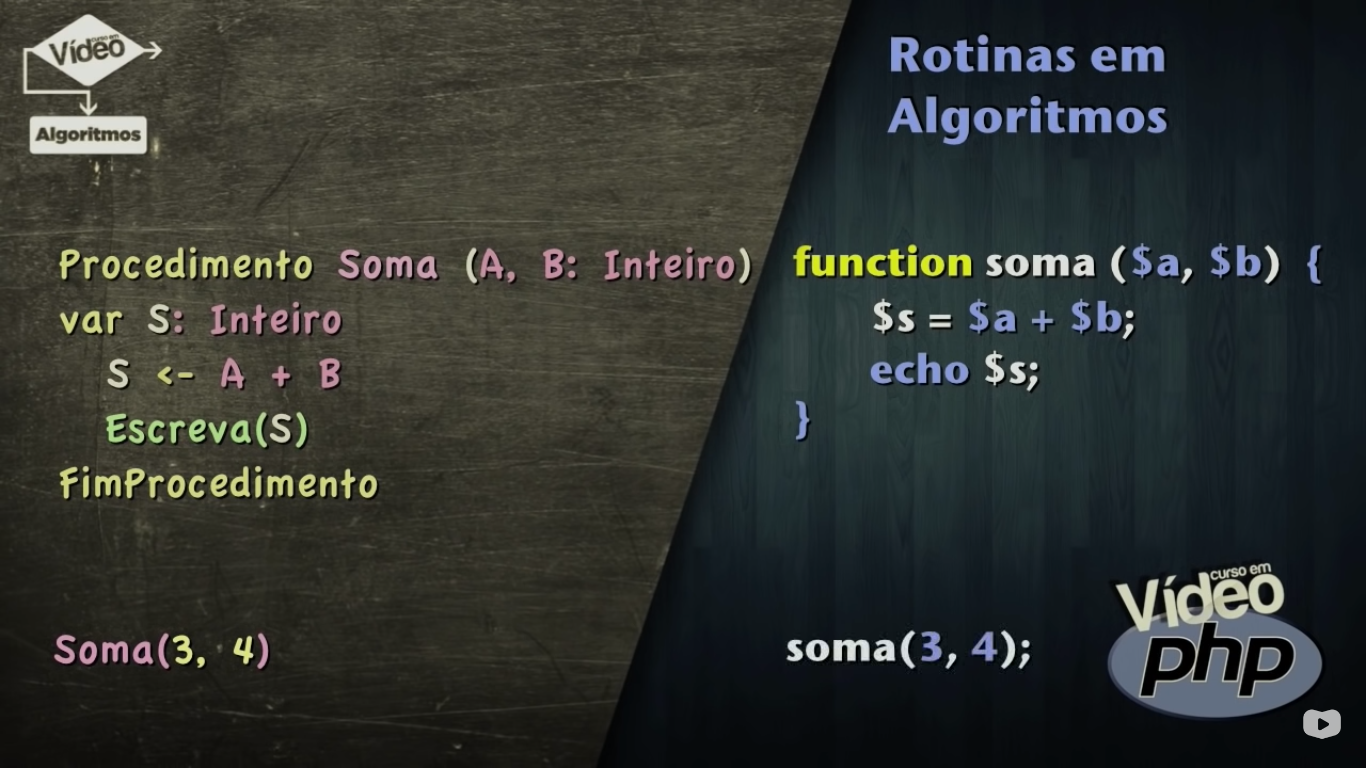 curso em
Vídeo
Algoritmos
Rotinas em
Algoritmos
Procedimento Soma (A, B: Inteiro)
var S: Inteiro
S <- A + B
Escreva(S)
FimProcedimento
Soma(3, 4)
function soma ($a, $b) {
$s = $a + $b;
echo $s;
}
soma(3, 4);
curso em
Vídeo
php